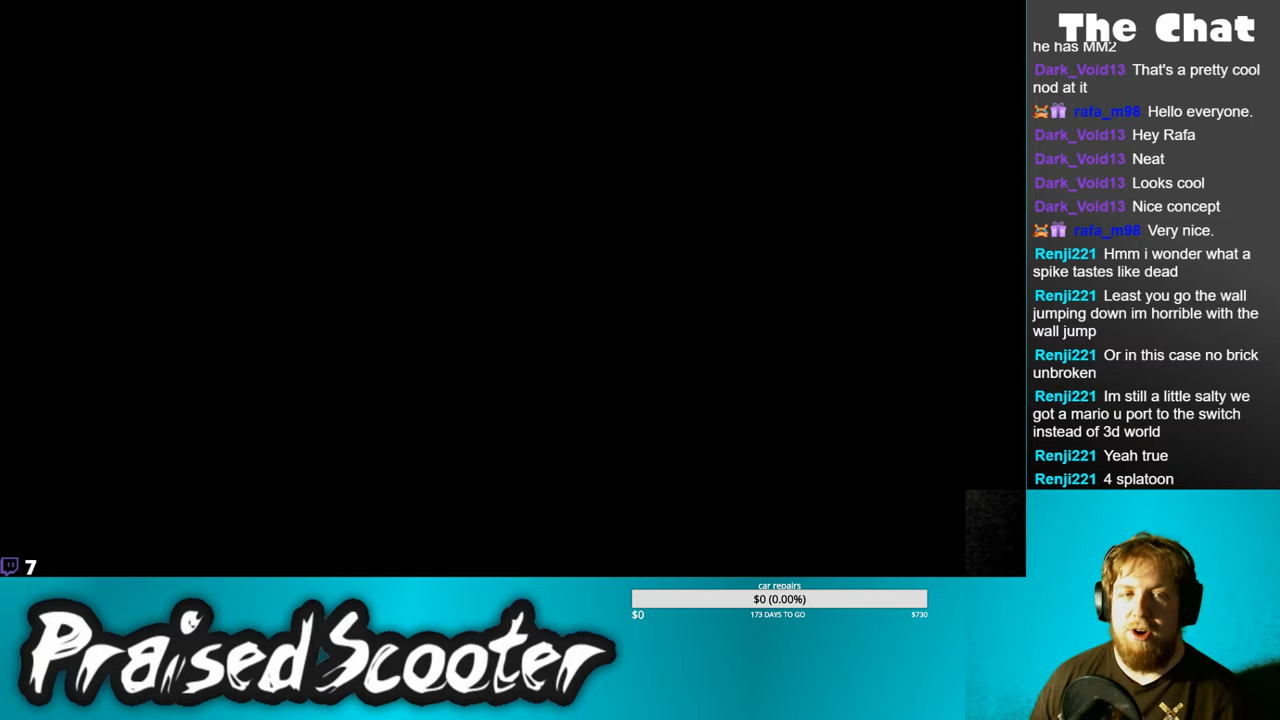 The Chat
he has MM2
Dark_Void13 That's a pretty cool
nod at it
rafa_m98 Hello everyone.
Dark_Void13 Hey Rafa
Dark_Void13 Neat
Dark_Void13 Looks cool
Dark_Void13 Nice concept
rafa_m98 Very nice.
Renji221 Hmm i wonder what a
spike tastes like dead
Renji221 Least you go the wall
jumping down im horrible with the
wall jump
Renji221 Or in this case no brick
unbroken
Renji221 Im still a little salty we
got a mario u port to the switch
instead of 3d world
Renji221 Yeah true
Renji221 4 splatoon
7
car repairs
$0 (0.00%)
$0 173 DAYS TO GO $730
PraisedScooter